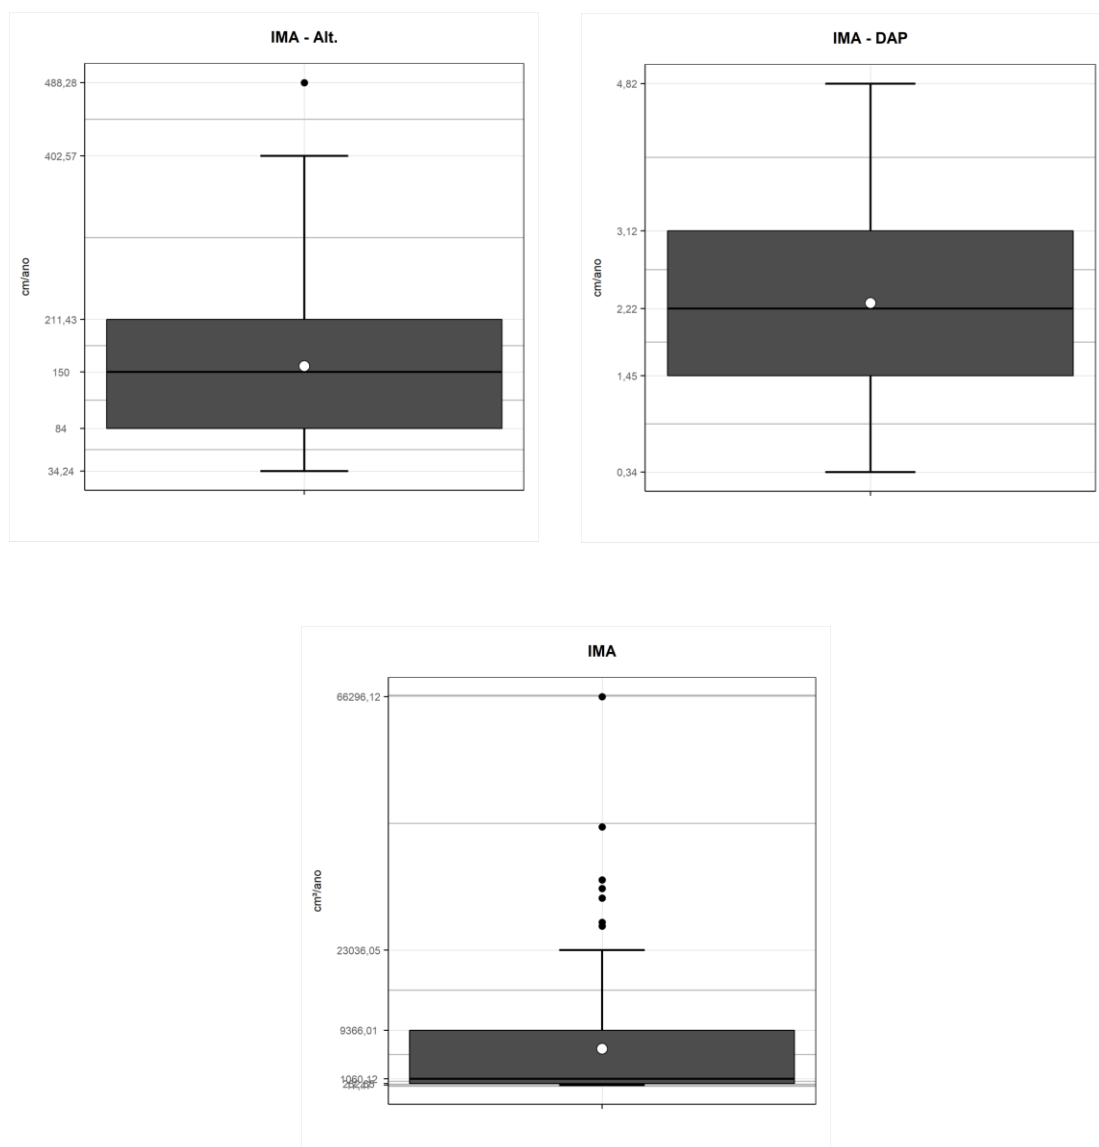 IMA - Alt.
488,28
402,57
211,43
150
84
34,24
cm/ano
IMA - DAP
4,82
3,12
2,22
1,45
0,34
cm/ano
IMA
66296,12
23036,05
9366,01
1060,12
cm³/ano